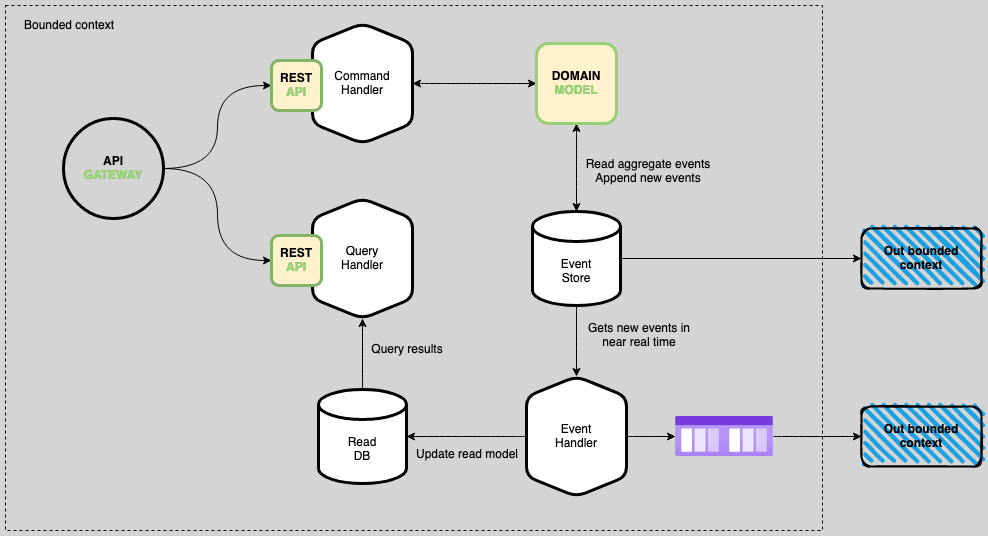 Bounded context
REST
API
Command
Handler
DOMAIN
MODEL
API
GATEWAY
Read aggregate events
Append new events
REST
API
Query
Handler
Event
Store
Out bounded
context
Gets new events in
near real time
Query results
Read
DB
Update read model
Event
Handler
Out bounded
context